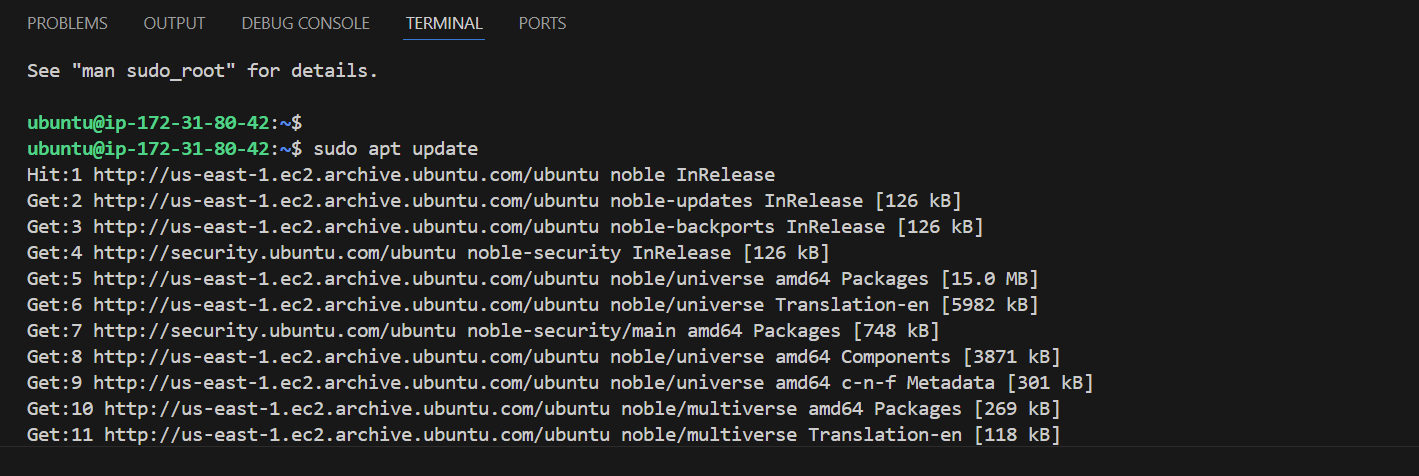 PROBLEMS OUTPUT DEBUG CONSOLE TERMINAL PORTS
See "man sudo_root" for details.
ubuntu@ip-172-31-80-42:~$
ubuntu@ip-172-31-80-42:~$ sudo apt update
Hit:1 http://us-east-1.ec2.archive.ubuntu.com/ubuntu noble InRelease
Get:2 http://us-east-1.ec2.archive.ubuntu.com/ubuntu noble-updates InRelease [126 kB]
Get:3 http://us-east-1.ec2.archive.ubuntu.com/ubuntu noble-backports InRelease [126 kB]
Get:4 http://security.ubuntu.com/ubuntu noble-security InRelease [126 kB]
Get:5 http://us-east-1.ec2.archive.ubuntu.com/ubuntu noble/universe amd64 Packages [15.0 MB]
Get:6 http://us-east-1.ec2.archive.ubuntu.com/ubuntu noble/universe Translation-en [5982 kB]
Get:7 http://security.ubuntu.com/ubuntu noble-security/main amd64 Packages [748 kB]
Get:8 http://us-east-1.ec2.archive.ubuntu.com/ubuntu noble/universe amd64 Components [3871 kB]
Get:9 http://us-east-1.ec2.archive.ubuntu.com/ubuntu noble/universe amd64 c-n-f Metadata [301 kB]
Get:10 http://us-east-1.ec2.archive.ubuntu.com/ubuntu noble/multiverse amd64 Packages [269 kB]
Get:11 http://us-east-1.ec2.archive.ubuntu.com/ubuntu noble/multiverse Translation-en [118 kB]